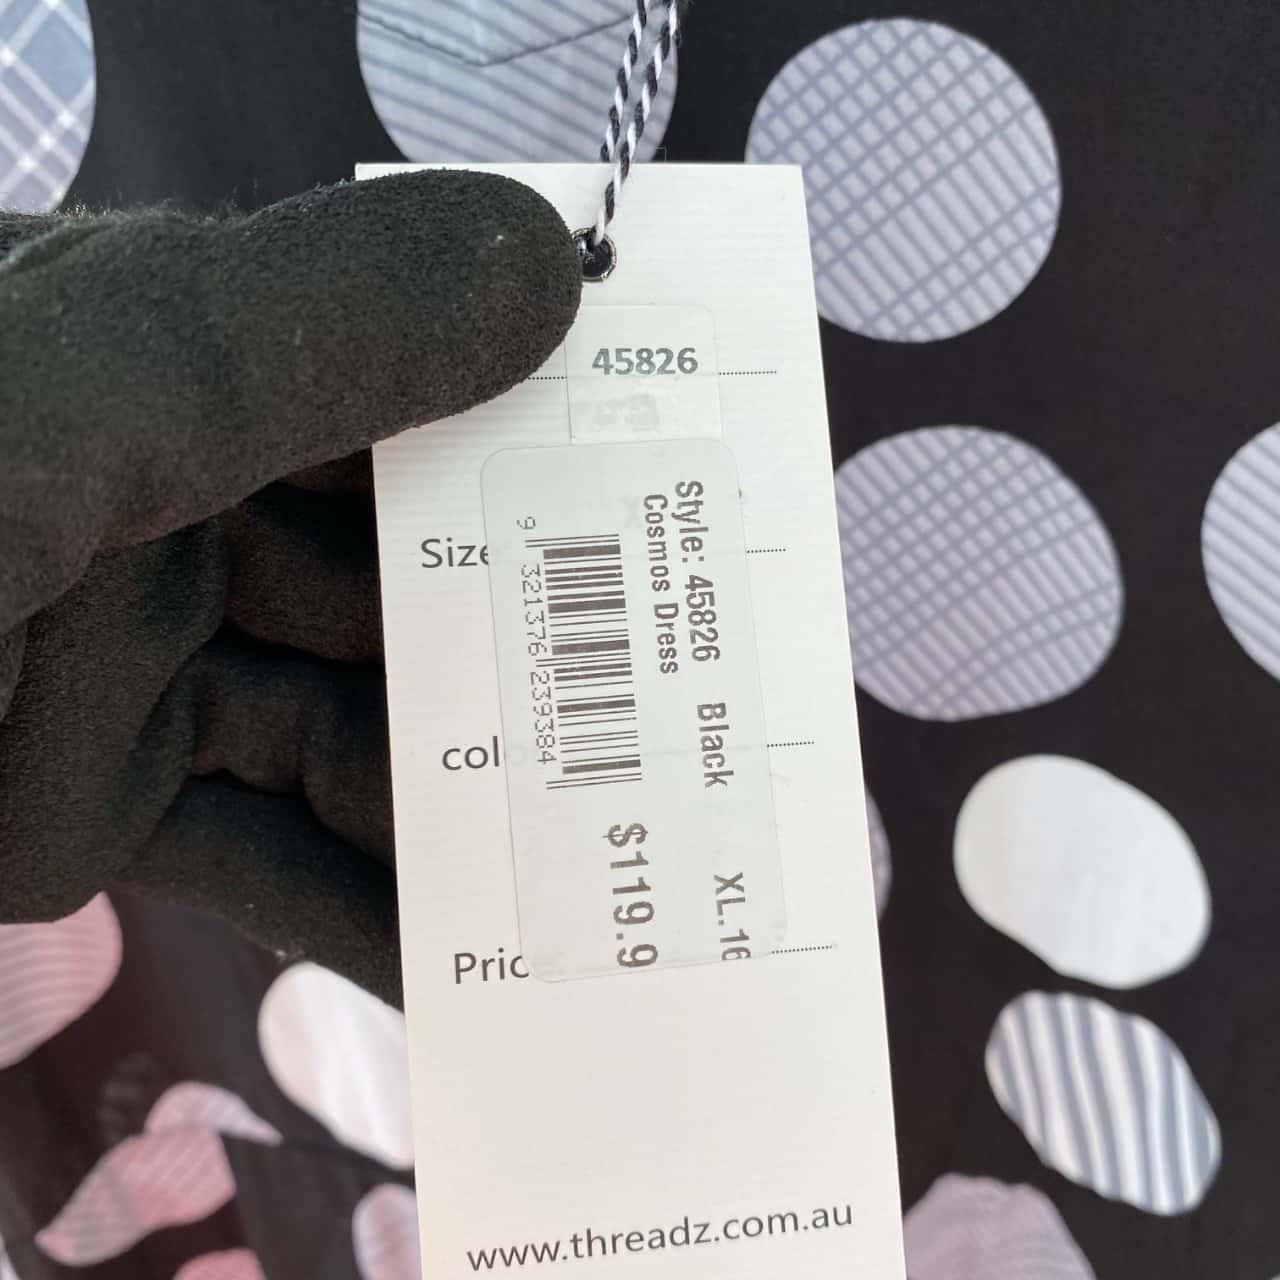 45826
Size
Style: 45826 Black XL.16
Cosmos Dress
9 321376 239384
col
$119.9
Pric
www.threadz.com.au